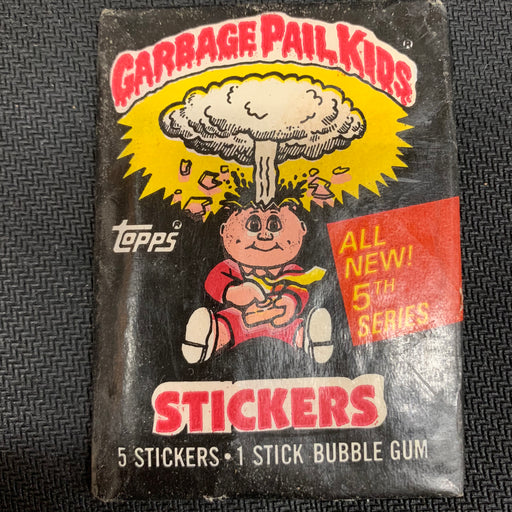 GARBAGE PAIL KIDS®
topps®
ALL
NEW!
5TH
SERIES
STICKERS
5 STICKERS • 1 STICK BUBBLE GUM